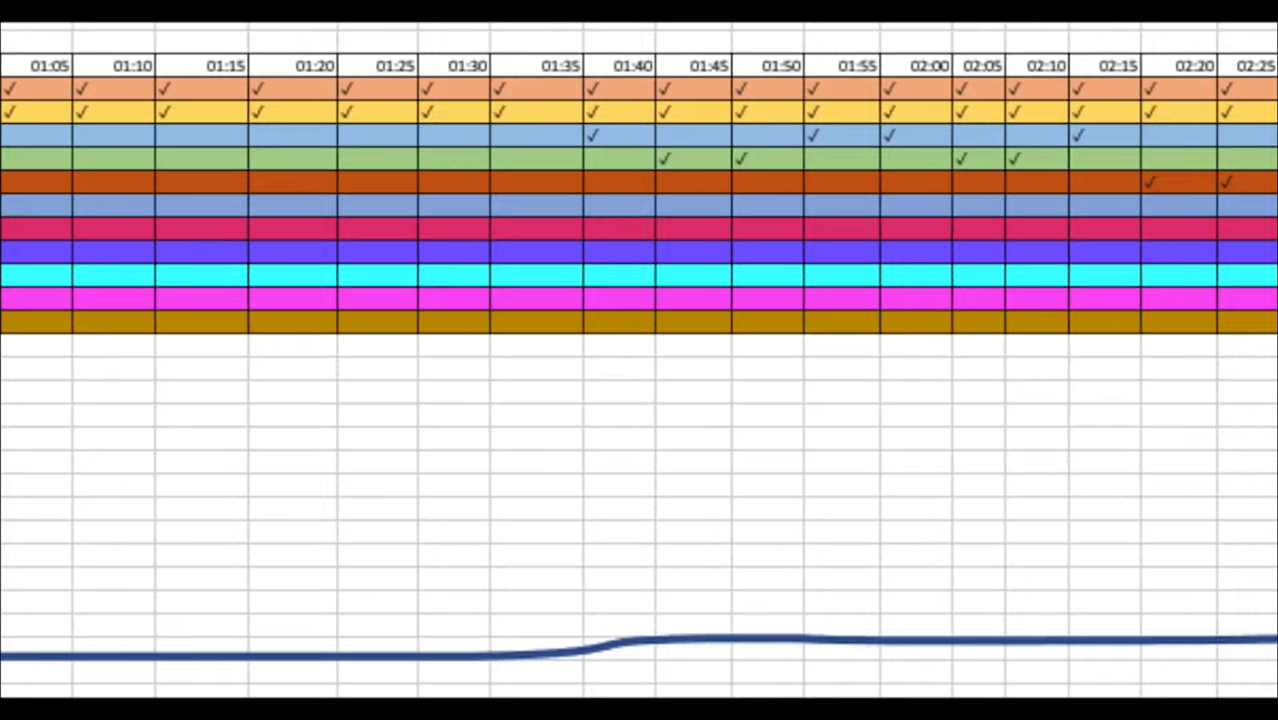 01:05 01:10 01:15 01:20 01:25 01:30 01:35 01:40 01:45 01:50 01:55 02:00 02:05 02:10 02:15 02:20 02:25
✓ ✓ ✓ ✓ ✓ ✓ ✓ ✓ ✓ ✓ ✓ ✓ ✓ ✓ ✓ ✓ ✓
✓ ✓ ✓ ✓ ✓ ✓ ✓ ✓ ✓ ✓ ✓ ✓ ✓ ✓ ✓ ✓ ✓
✓ ✓ ✓ ✓
✓ ✓ ✓ ✓
✓ ✓